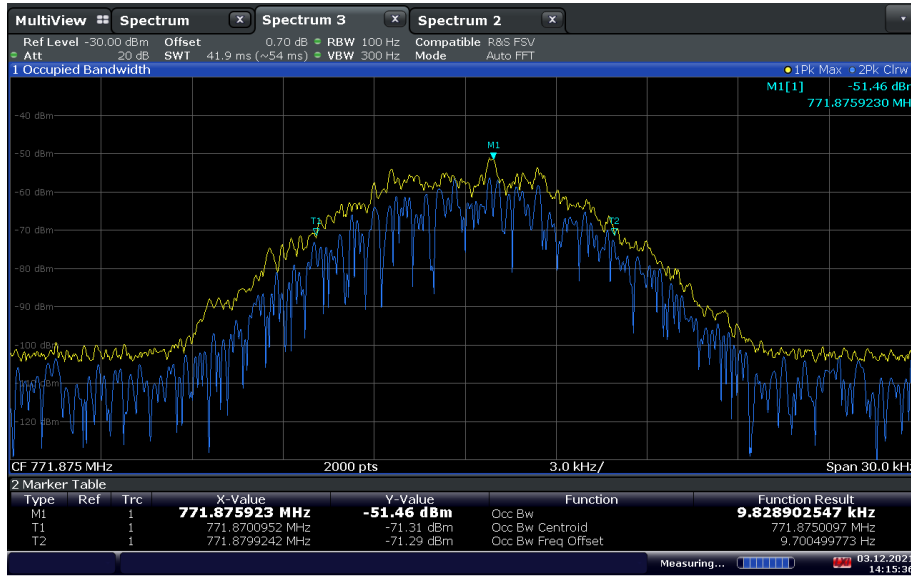 MultiView Spectrum X Spectrum 3 X Spectrum 2 X
Ref Level -30.00 dBm Offset 0.70 dB RBW 100 Hz Compatible R&S FSV
Att 20 dB SWT 41.9 ms (~54 ms) VBW 300 Hz Mode Auto FFT
1 Occupied Bandwidth 1Pk Max 2Pk Clrw
M1[1] -51.46 dBm
771.8759230 MH
-40 dBm
M1
-50 dBm
-60 dBm
T1 T2
-70 dBm
-80 dBm
-90 dBm
-100 dBm
-120 dBm
CF 771.875 MHz 2000 pts 3.0 kHz/ Span 30.0 kHz
2 Marker Table
Type Ref Trc X-Value Y-Value Function Function Result
M1 1 771.875923 MHz -51.46 dBm Occ Bw 9.828902547 kHz
T1 1 771.8700952 MHz -71.31 dBm Occ Bw Centroid 771.8750097 MHz
T2 1 771.8799242 MHz -71.29 dBm Occ Bw Freq Offset 9.700499773 Hz
Measuring... 03.12.2021
14:15:36